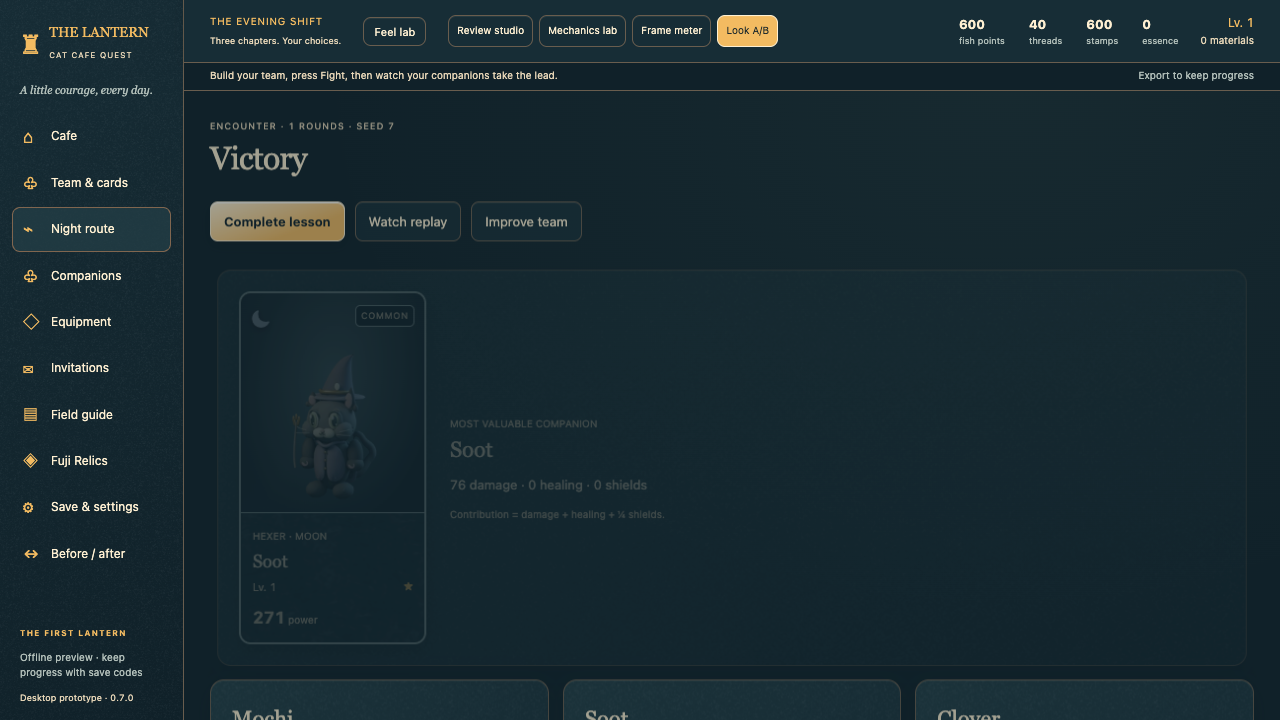 THE LANTERN
CAT CAFE QUEST
A little courage, every day.
Cafe
Team & cards
Night route
Companions
Equipment
Invitations
Field guide
Fuji Relics
Save & settings
Before / after
THE FIRST LANTERN
Offline preview · keep
progress with save codes
Desktop prototype · 0.7.0
THE EVENING SHIFT
Three chapters. Your choices.
Feel lab
Review studio
Mechanics lab
Frame meter
Look A/B
600
fish points
40
threads
600
stamps
0
essence
Lv. 1
0 materials
Build your team, press Fight, then watch your companions take the lead.
Export to keep progress
ENCOUNTER · 1 ROUNDS · SEED 7
Victory
Complete lesson
Watch replay
Improve team
COMMON
HEXER · MOON
Soot
Lv. 1
271 power
MOST VALUABLE COMPANION
Soot
76 damage · 0 healing · 0 shields
Contribution = damage + healing + ¼ shields.
Mochi
Soot
Clover